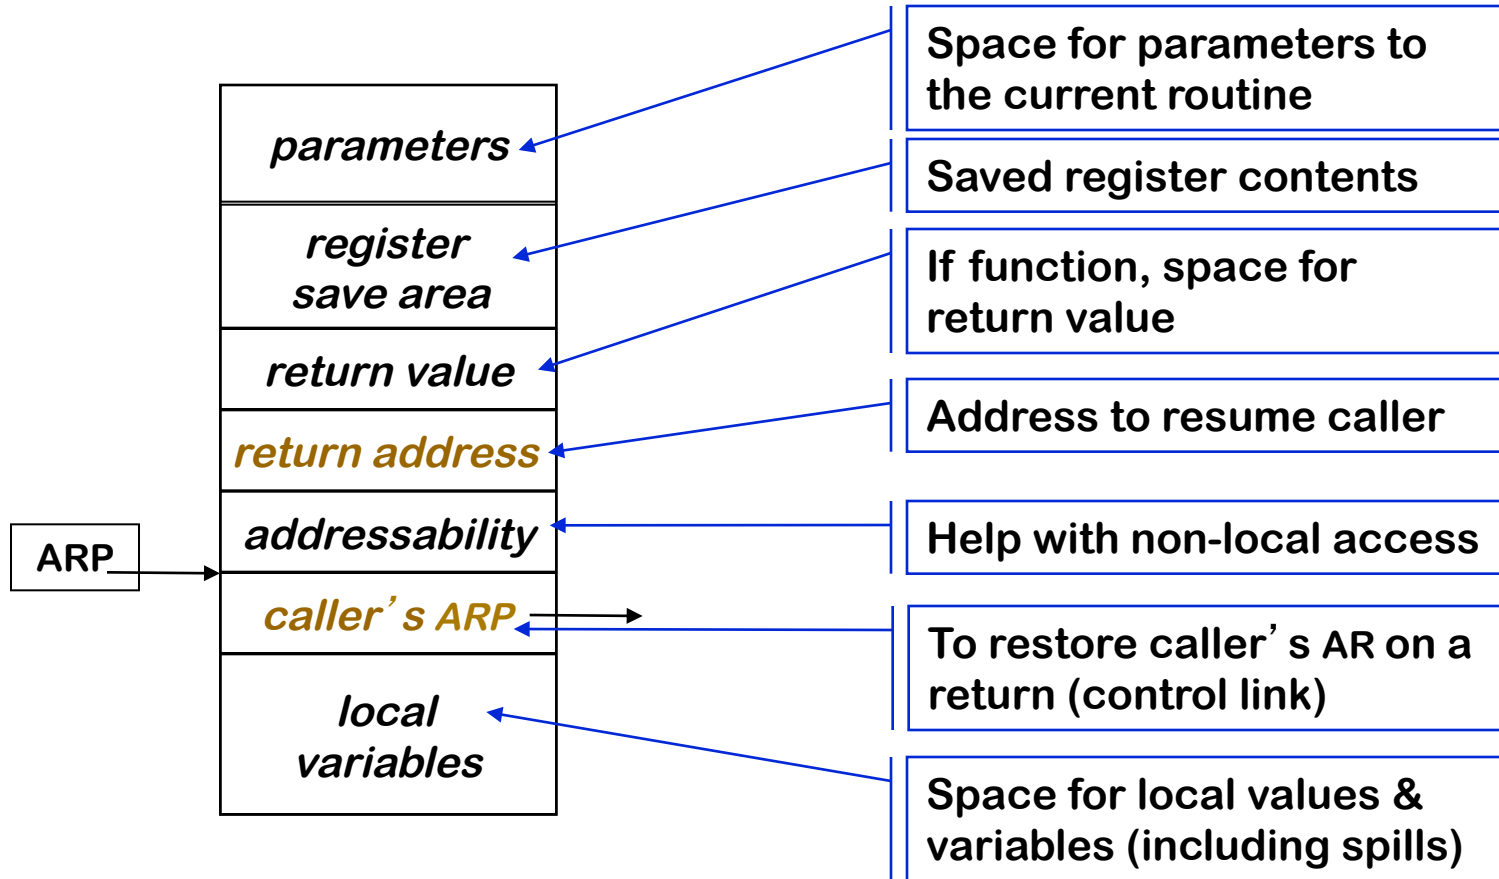 parameters
register
save area
return value
return address
addressability
ARP
caller’s ARP
local
variables
Space for parameters to
the current routine
Saved register contents
If function, space for
return value
Address to resume caller
Help with non-local access
To restore caller’s AR on a
return (control link)
Space for local values &
variables (including spills)